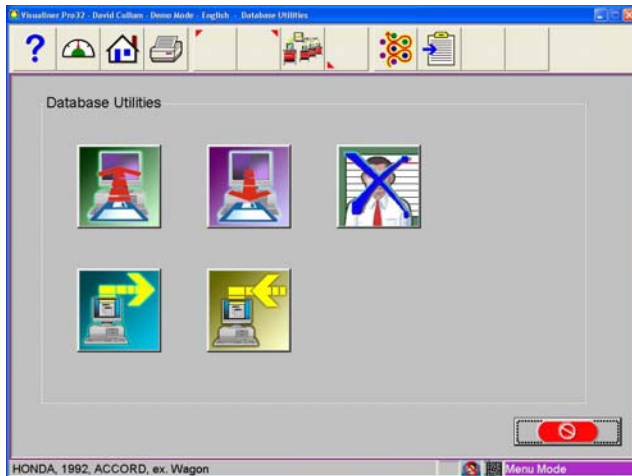 Visualiner Pro32 - David Cullum - Demo Mode - English - Database Utilities
?
Database Utilities
HONDA, 1992, ACCORD, ex. Wagon
Menu Mode